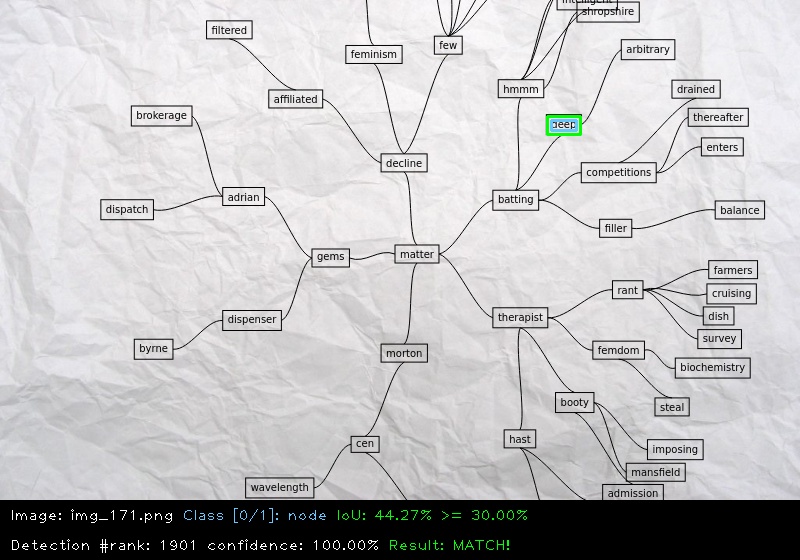 intelligent
shropshire
filtered
few
feminism
arbitrary
hmmm
drained
affiliated
brokerage
thereafter
enters
decline
competitions
adrian
batting
dispatch
balance
filler
gems
matter
farmers
rant
cruising
dispenser
therapist
dish
survey
byrne
morton
femdom
biochemistry
booty
steal
cen
hast
imposing
mansfield
wavelength
admission
Image: img_171.png Class [0/1]: node IoU: 44.27% >= 30.00%
Detection #rank: 1901 confidence: 100.00% Result: MATCH!